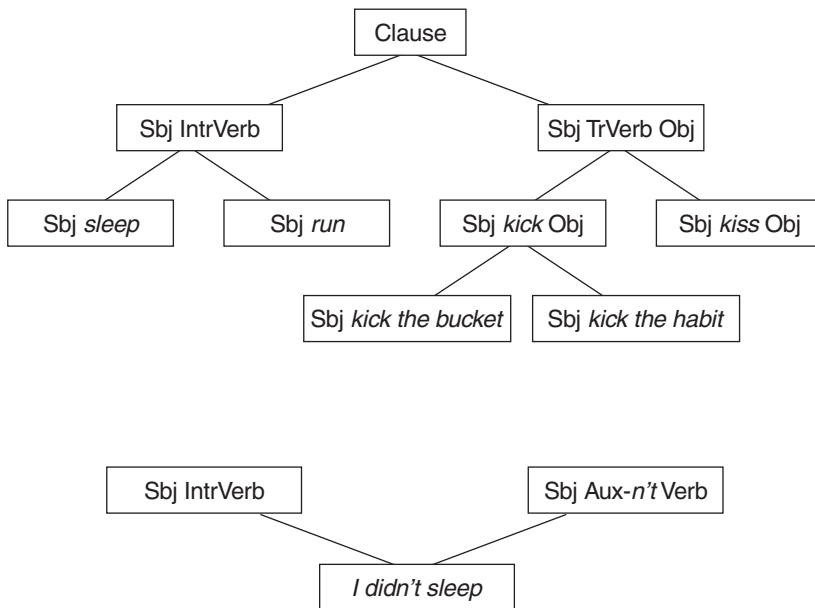 Clause
Sbj IntrVerb
Sbj TrVerb Obj
Sbj sleep
Sbj run
Sbj kick Obj
Sbj kiss Obj
Sbj kick the bucket
Sbj kick the habit
Sbj IntrVerb
Sbj Aux-n't Verb
I didn't sleep